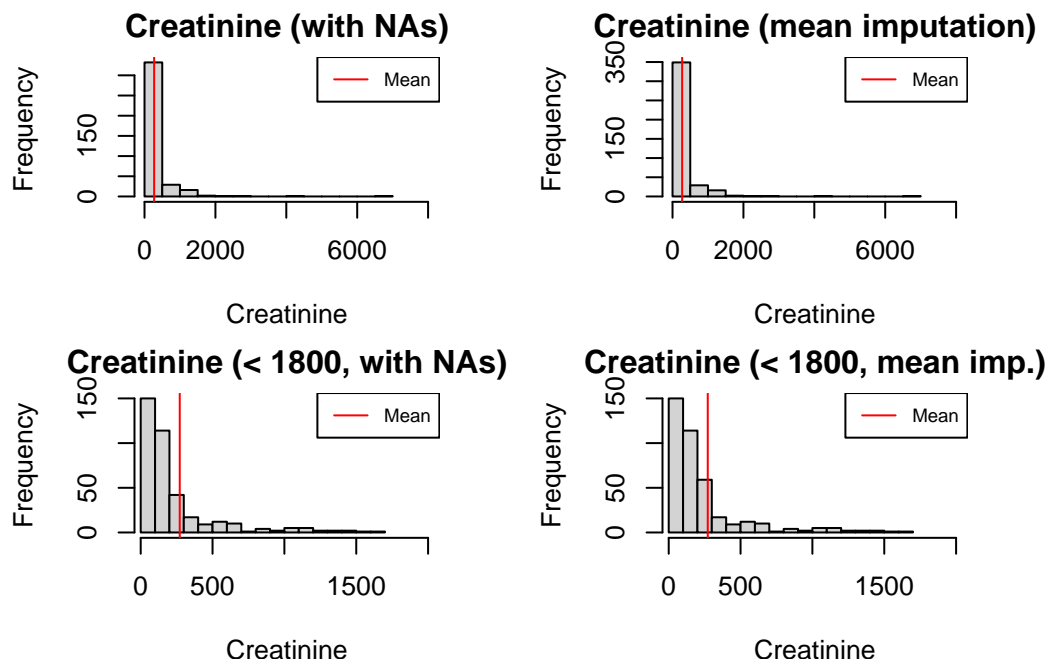 Creatinine (with NAs)
Frequency
0
150
Mean
0
2000
6000
Creatinine
Creatinine (mean imputation)
Frequency
0
150
350
Mean
0
2000
6000
Creatinine
Creatinine (< 1800, with NAs)
Frequency
0
50
150
Mean
0
500
1500
Creatinine
Creatinine (< 1800, mean imp.)
Frequency
0
50
150
Mean
0
500
1500
Creatinine